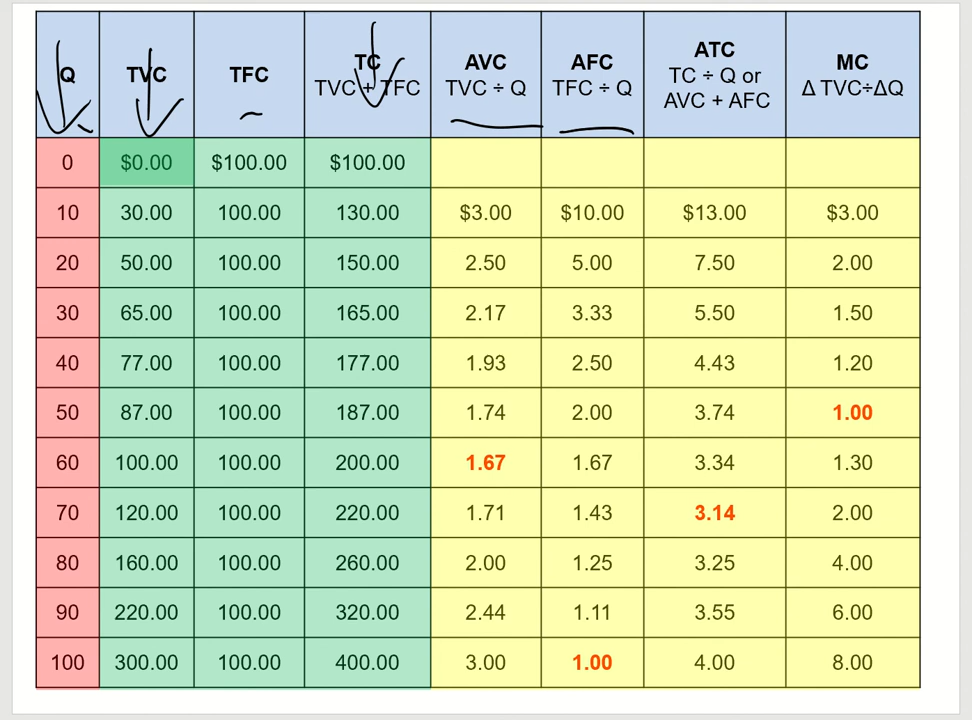 Q TVC TFC TC TVC + TFC AVC TVC ÷ Q AFC TFC ÷ Q ATC TC ÷ Q or AVC + AFC MC Δ TVC÷ΔQ
0 $0.00 $100.00 $100.00
10 30.00 100.00 130.00 $3.00 $10.00 $13.00 $3.00
20 50.00 100.00 150.00 2.50 5.00 7.50 2.00
30 65.00 100.00 165.00 2.17 3.33 5.50 1.50
40 77.00 100.00 177.00 1.93 2.50 4.43 1.20
50 87.00 100.00 187.00 1.74 2.00 3.74 1.00
60 100.00 100.00 200.00 1.67 1.67 3.34 1.30
70 120.00 100.00 220.00 1.71 1.43 3.14 2.00
80 160.00 100.00 260.00 2.00 1.25 3.25 4.00
90 220.00 100.00 320.00 2.44 1.11 3.55 6.00
100 300.00 100.00 400.00 3.00 1.00 4.00 8.00